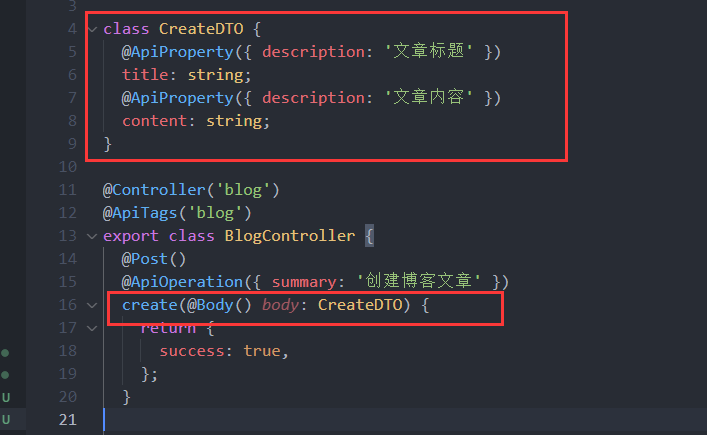 3
4 class CreateDTO {
5 @ApiProperty({ description: '文章标题' })
6 title: string;
7 @ApiProperty({ description: '文章内容' })
8 content: string;
9 }
10
11 @Controller('blog')
12 @ApiTags('blog')
13 export class BlogController {
14 @Post()
15 @ApiOperation({ summary: '创建博客文章' })
16 create(@Body() body: CreateDTO) {
17 return {
18 success: true,
19 };
U 20 }
U 21